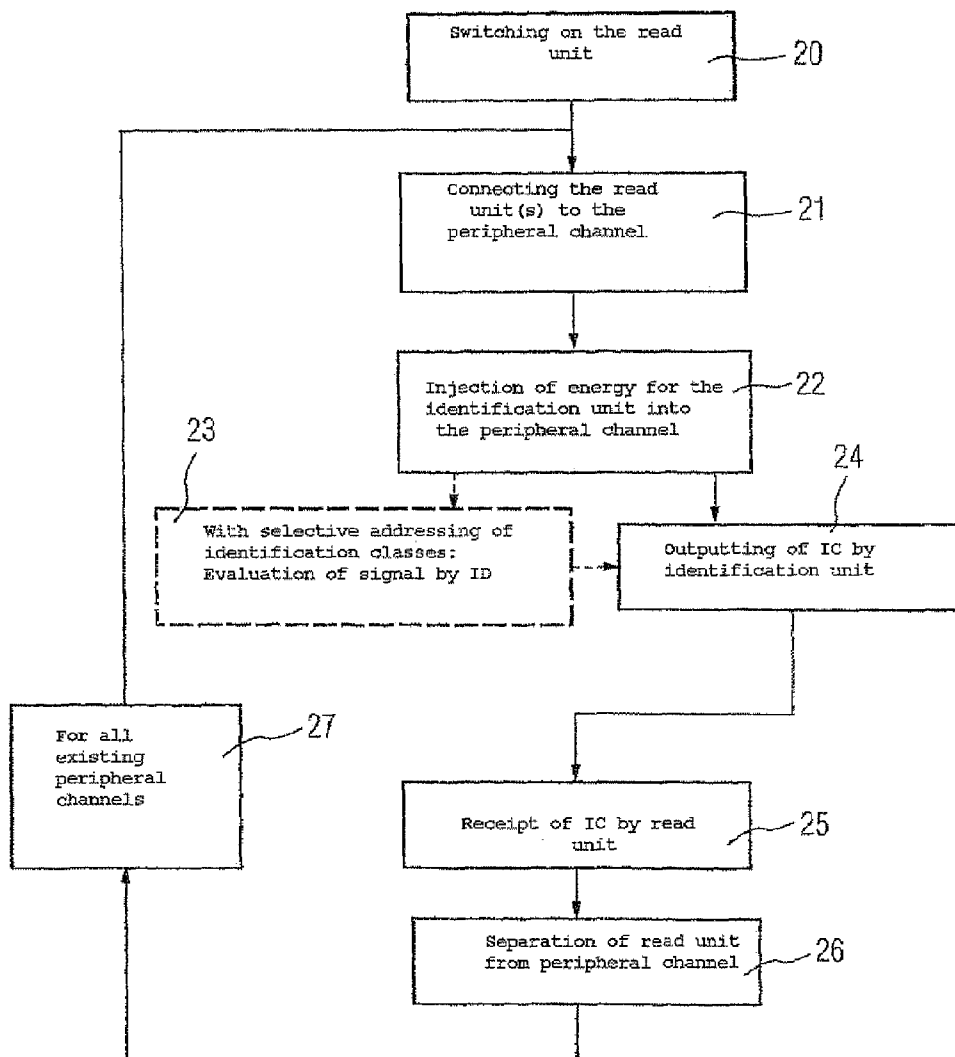 Switching on the read
unit
20
Connecting the read
unit(s) to the
peripheral channel
21
Injection of energy for the
identification unit into
the peripheral channel
22
23
With selective addressing of
identification classes:
Evaluation of signal by ID
24
Outputting of IC by
identification unit
For all
existing
peripheral
channels
27
Receipt of IC by read
unit
25
Separation of read unit
from peripheral channel
26